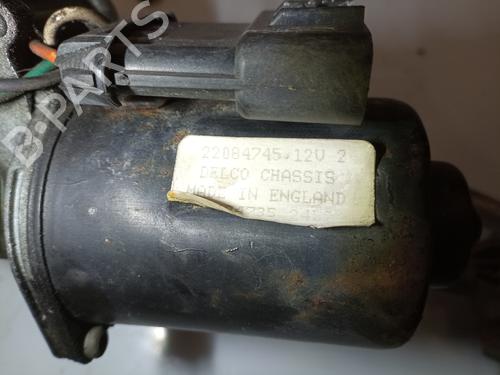 22084745.12V 2
DELCO CHASSIS
MADE IN ENGLAND
B-PARTS